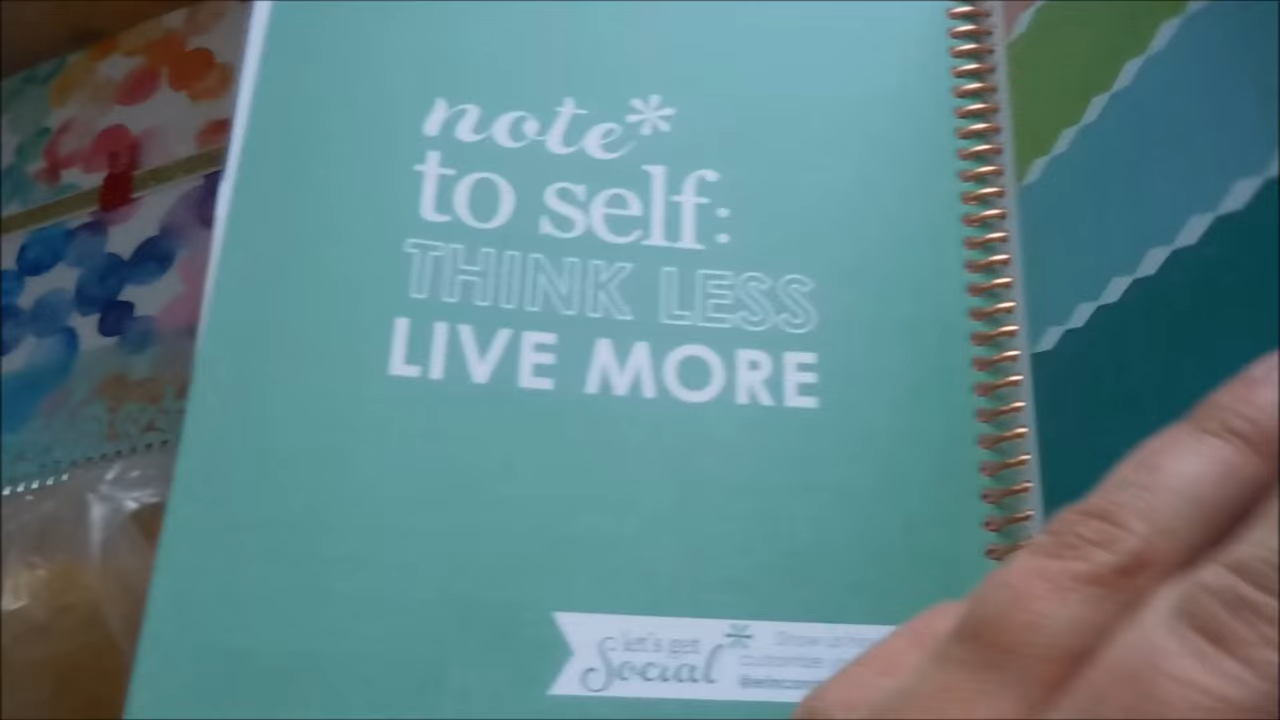 note*
to self:
THINK LESS
LIVE MORE
let's get
Social